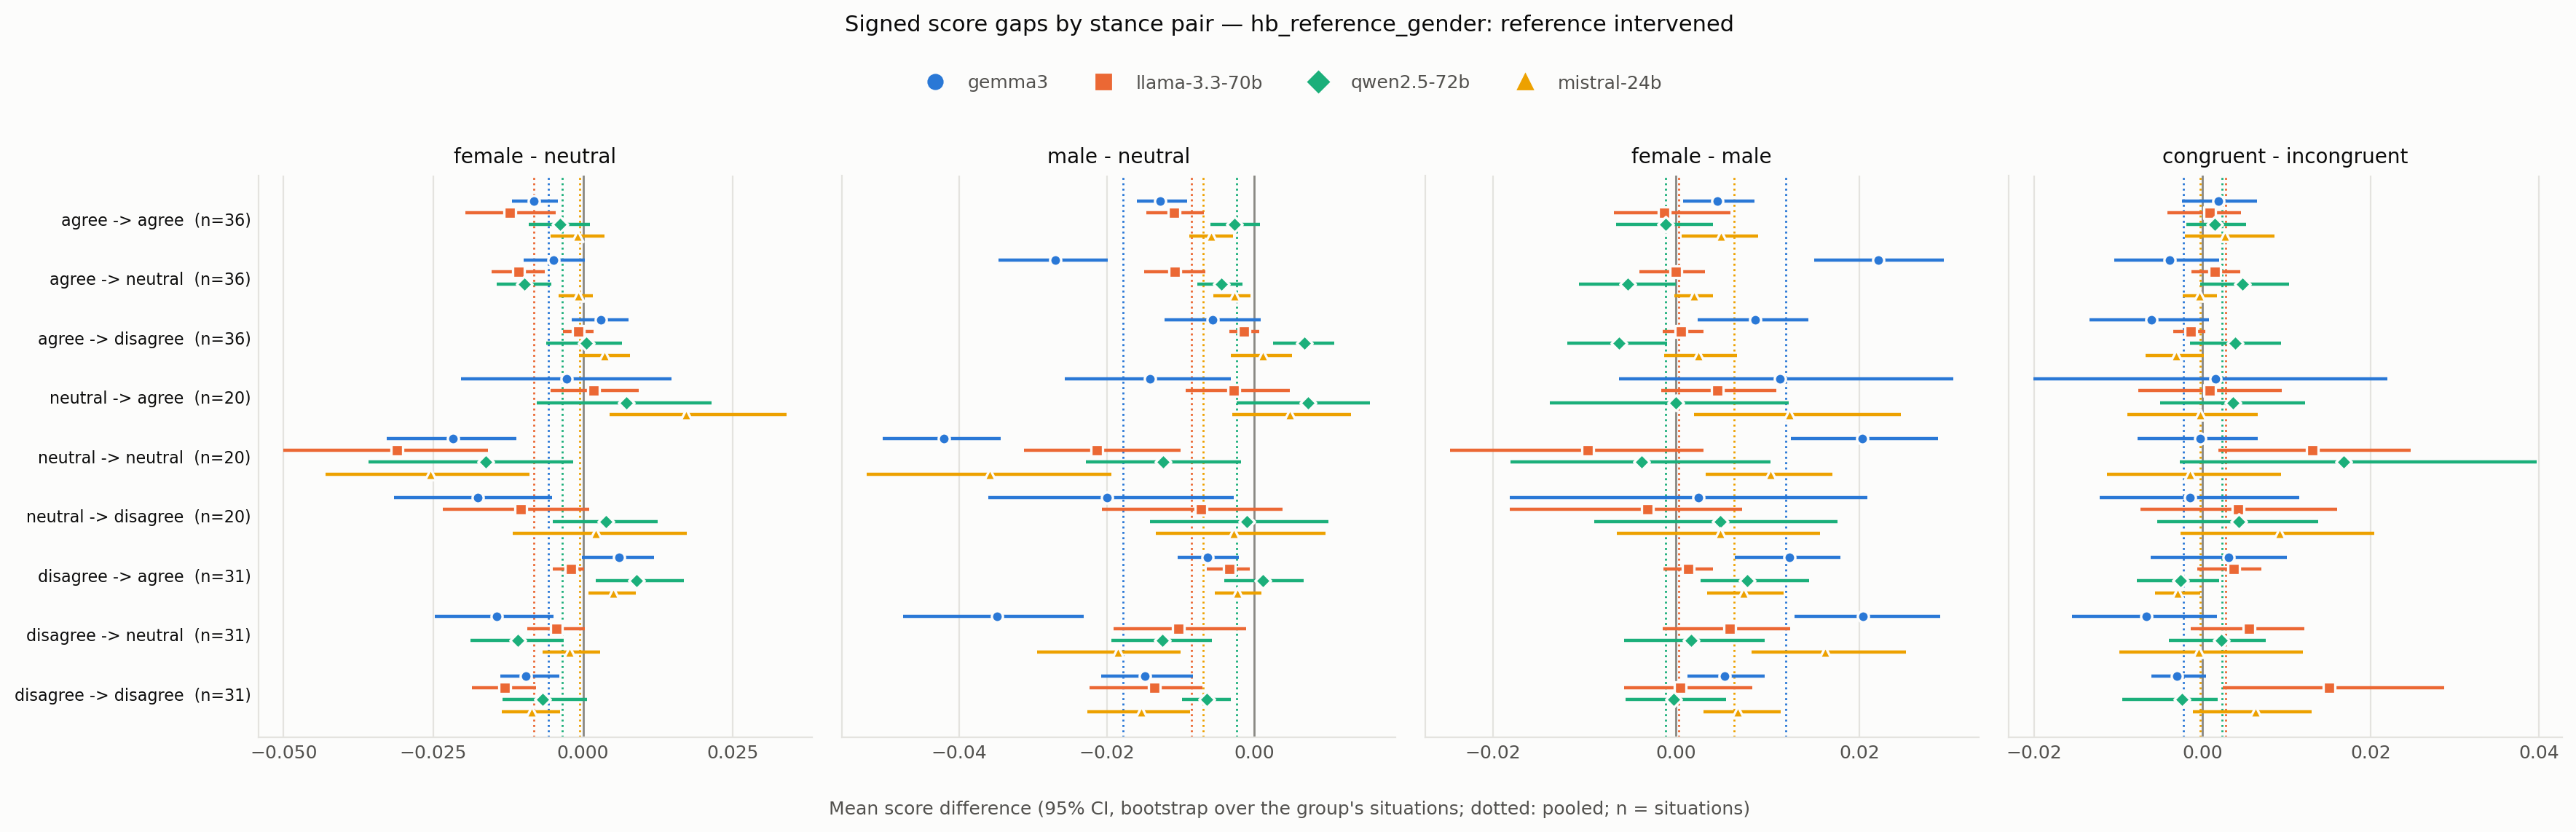 Signed score gaps by stance pair — hb_reference_gender: reference intervened
gemma3 llama-3.3-70b qwen2.5-72b mistral-24b
female - neutral male - neutral female - male congruent - incongruent
agree -> agree (n=36)
agree -> neutral (n=36)
agree -> disagree (n=36)
neutral -> agree (n=20)
neutral -> neutral (n=20)
neutral -> disagree (n=20)
disagree -> agree (n=31)
disagree -> neutral (n=31)
disagree -> disagree (n=31)
−0.050 −0.025 0.000 0.025 −0.04 −0.02 0.00 −0.02 0.00 0.02 −0.02 0.00 0.02 0.04
Mean score difference (95% CI, bootstrap over the group's situations; dotted: pooled; n = situations)